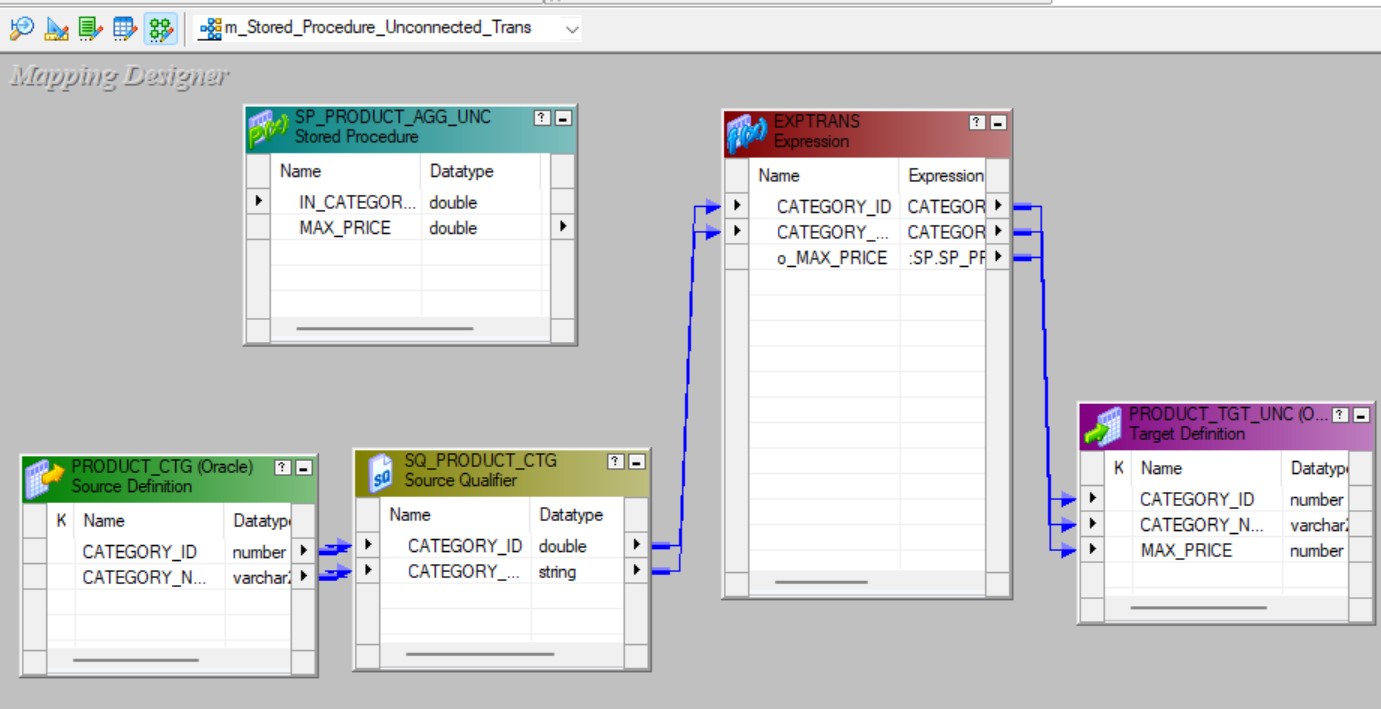 m_Stored_Procedure_Unconnected_Trans
Mapping Designer
SP_PRODUCT_AGG_UNC
Stored Procedure
Name Datatype
IN_CATEGOR... double
MAX_PRICE double
EXPTRANS
Expression
Name Expression
CATEGORY_ID CATEGOR
CATEGORY_... CATEGOR
o_MAX_PRICE :SP.SP_PR
PRODUCT_CTG (Oracle)
Source Definition
K Name Datatype
CATEGORY_ID number
CATEGORY_N... varchar2
SQ_PRODUCT_CTG
Source Qualifier
Name Datatype
CATEGORY_ID double
CATEGORY_... string
PRODUCT_TGT_UNC (O...
Target Definition
K Name Datatype
CATEGORY_ID number
CATEGORY_N... varchar2
MAX_PRICE number